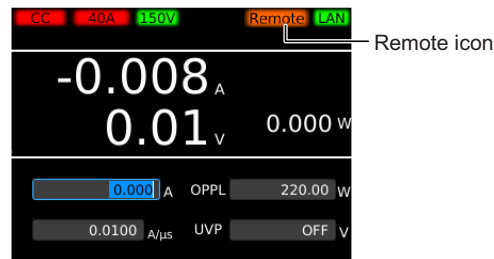 CC 40A 150V Remote LAN
Remote icon
-0.008 A
0.01 V 0.000 W
0.000 A OPPL 220.00 W
0.0100 A/μs UVP OFF V